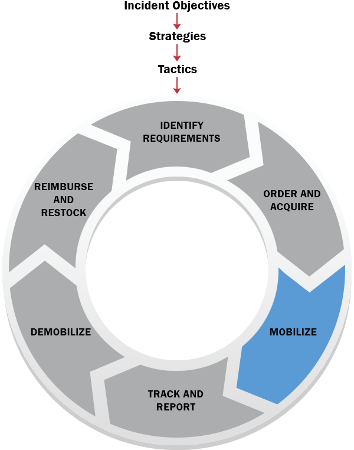 Incident Objectives
Strategies
Tactics
IDENTIFY
REQUIREMENTS
ORDER AND
ACQUIRE
MOBILIZE
TRACK AND
REPORT
DEMOBILIZE
REIMBURSE
AND
RESTOCK